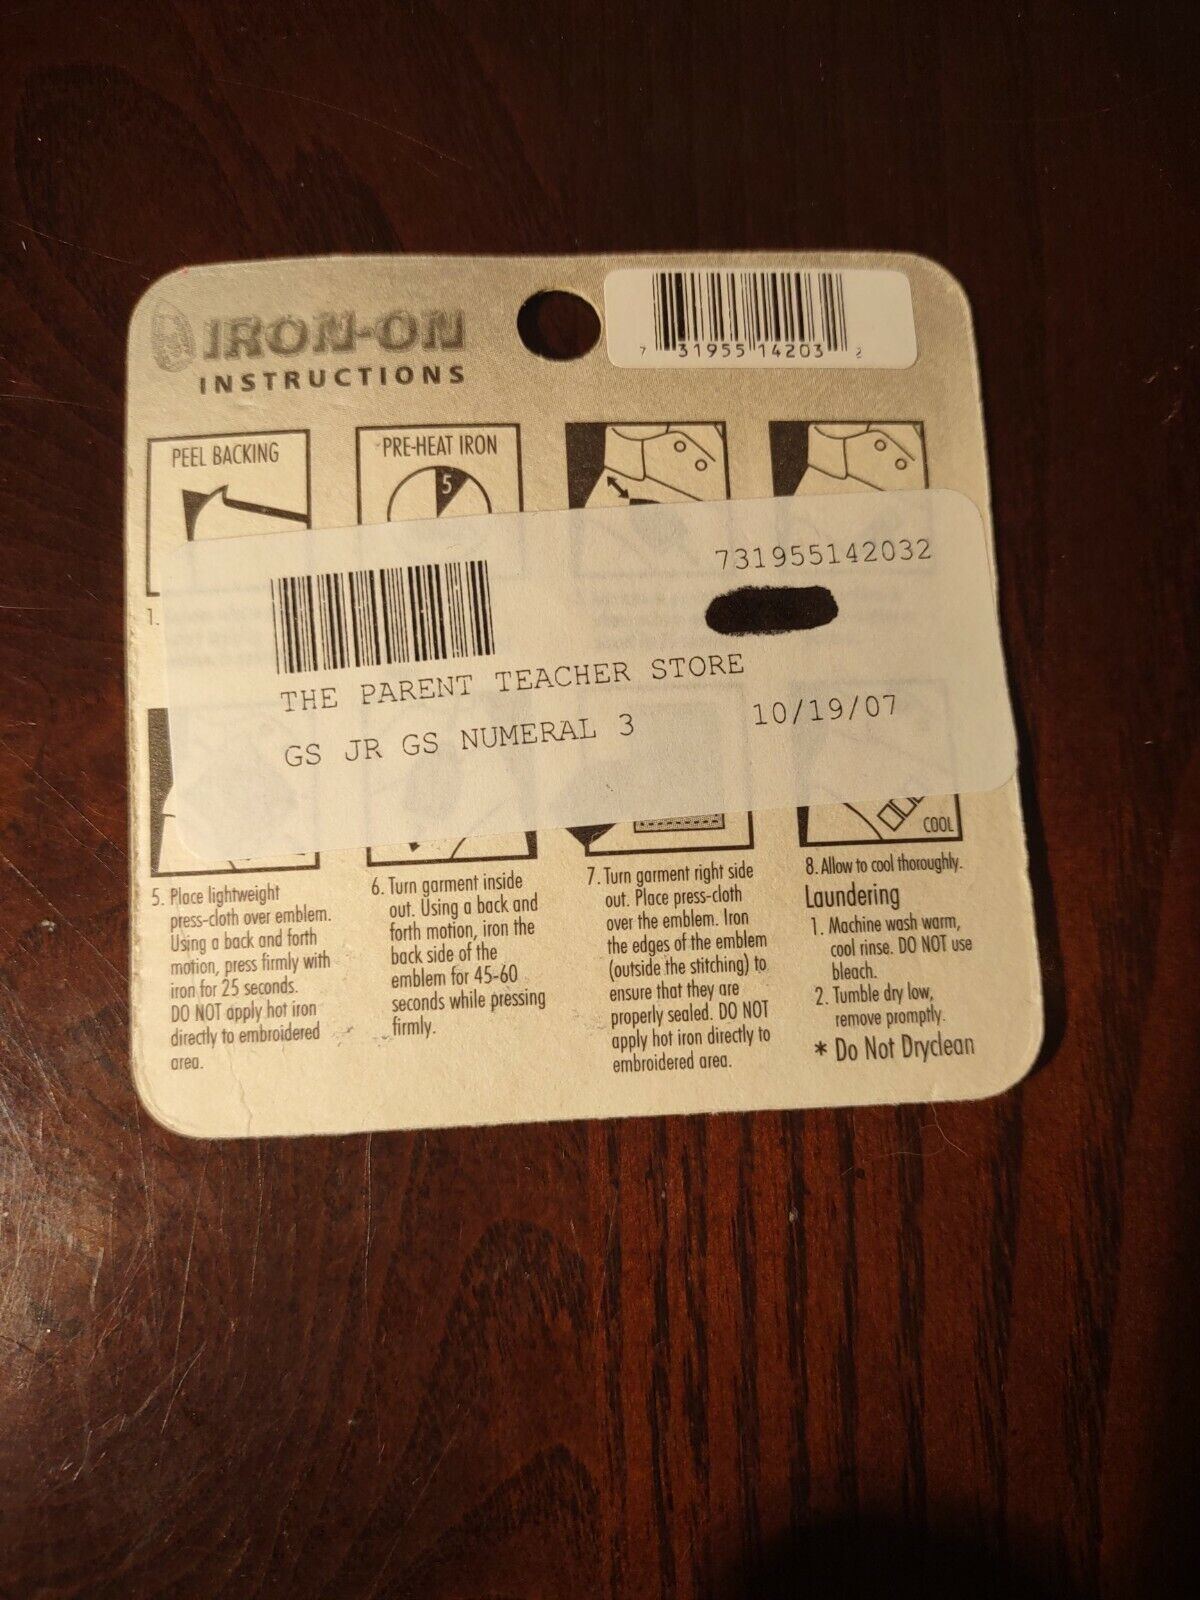 IRON-ON
INSTRUCTIONS
7 31955 14203 2
PEEL BACKING
PRE-HEAT IRON
5
731955142032
THE PARENT TEACHER STORE
GS JR GS NUMERAL 3
10/19/07
1.
COOL
5. Place lightweight
press-cloth over emblem.
Using a back and forth
motion, press firmly with
iron for 25 seconds.
DO NOT apply hot iron
directly to embroidered
area.
6. Turn garment inside
out. Using a back and
forth motion, iron the
back side of the
emblem for 45-60
seconds while pressing
firmly.
7. Turn garment right side
out. Place press-cloth
over the emblem. Iron
the edges of the emblem
(outside the stitching) to
ensure that they are
properly sealed. DO NOT
apply hot iron directly to
embroidered area.
8. Allow to cool thoroughly.
Laundering
1. Machine wash warm,
cool rinse. DO NOT use
bleach.
2. Tumble dry low,
remove promptly.
* Do Not Dryclean